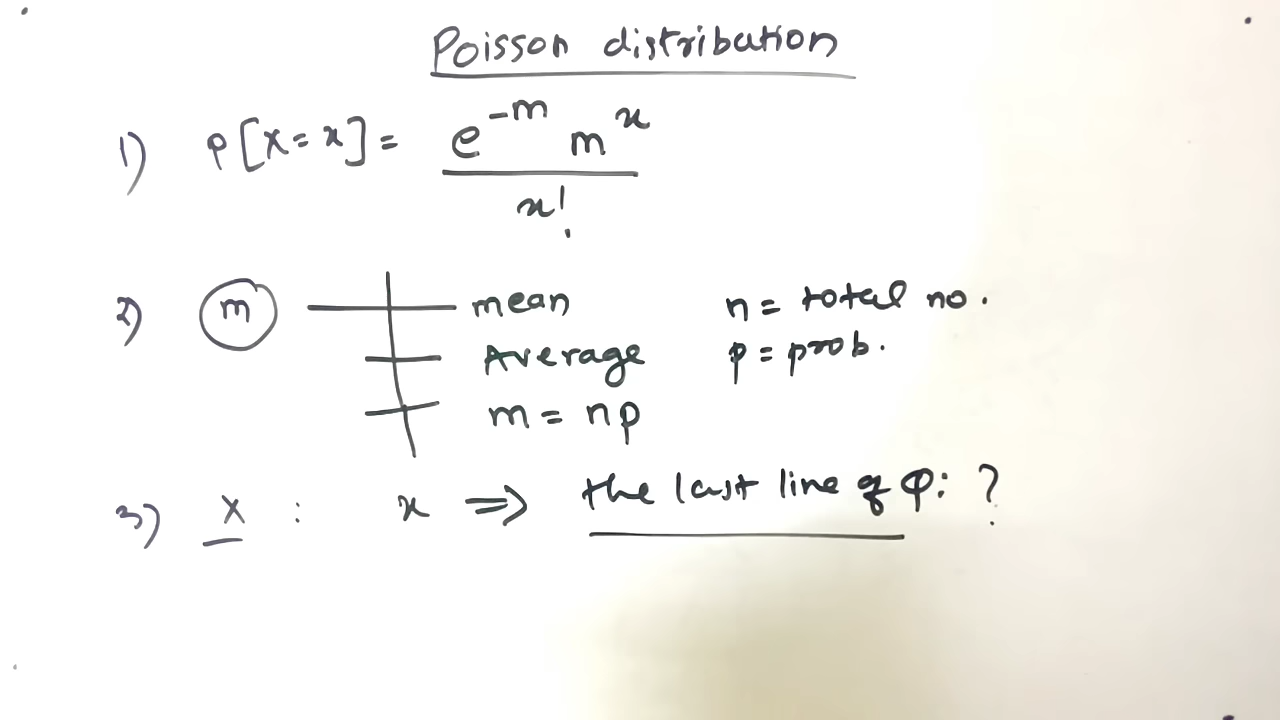 Poisson distribution
1) P[X=x] = e^-m m^x / x!
2) m mean n = total no.
Average p = prob.
m = np
3) X : x ⇒ the last line of Q: ?